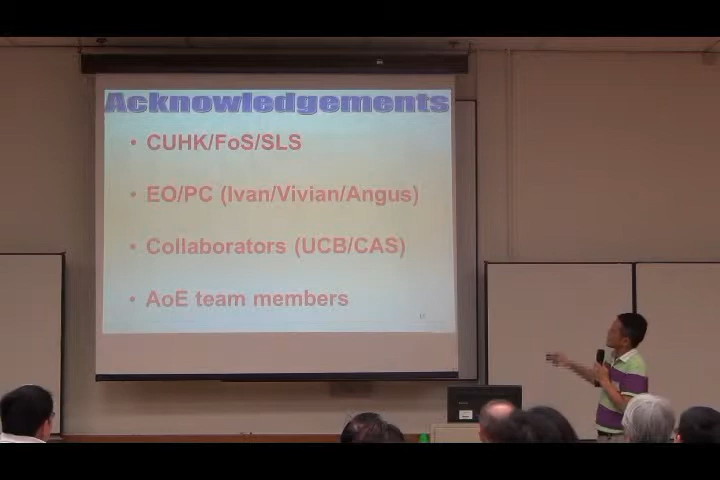 Acknowledgements
• CUHK/FoS/SLS
• EO/PC (Ivan/Vivian/Angus)
• Collaborators (UCB/CAS)
• AoE team members